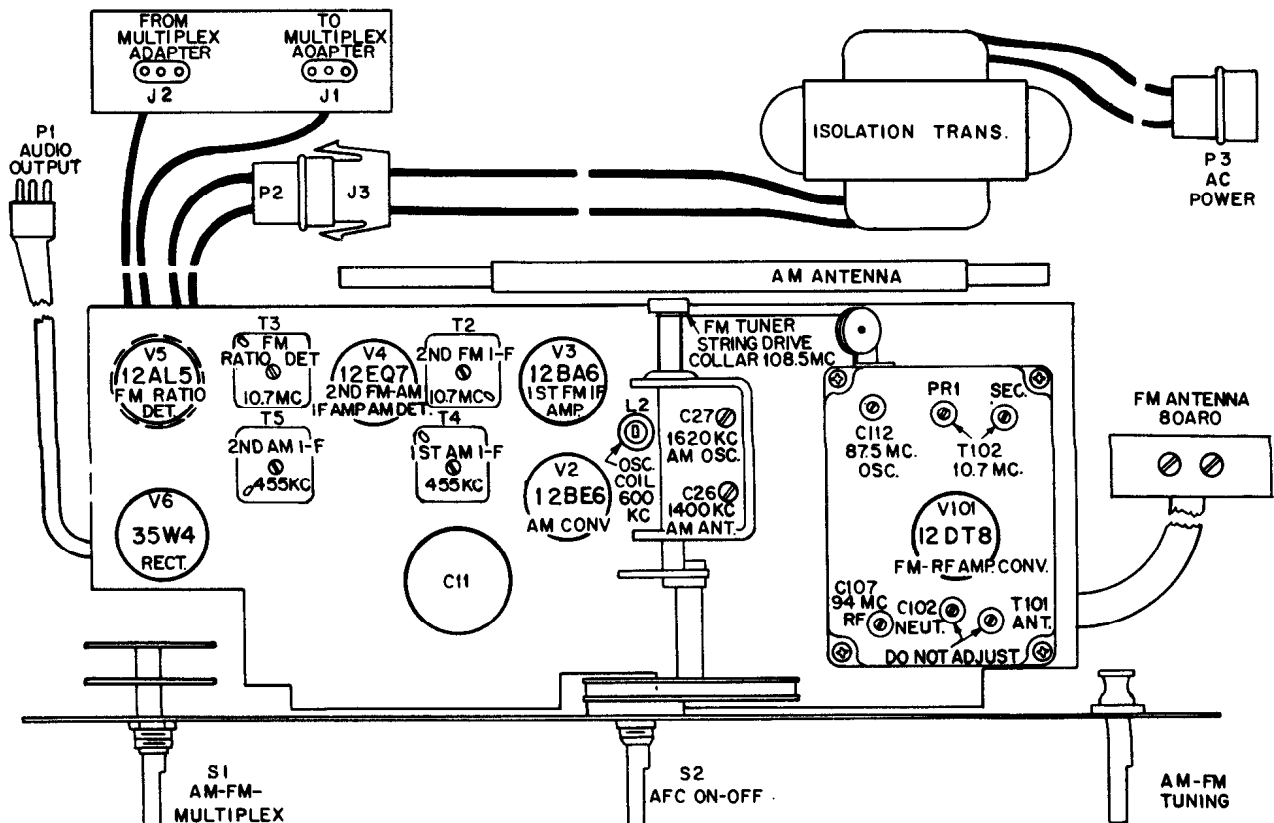 FROM
MULTIPLEX
ADAPTER
J2
TO
MULTIPLEX
AOAPTER
J1
P1
AUDIO
OUTPUT
P2
J3
ISOLATION TRANS.
P3
AC
POWER
AM ANTENNA
FM TUNER
STRING DRIVE
COLLAR 108.5MC
V5
12AL5
FM RATIO
DET.
T3
FM
RATIO DET
10.7MC
V4
12EQ7
2ND FM-AM
IF AMP AM DET.
T2
2ND FM I-F
10.7MC
V3
12BA6
1ST FM IF
AMP.
T5
2ND AM I-F
455KC
T4
1ST AM I-F
455KC
L2
OSC.
COIL
600
KC
V2
12BE6
AM CONV
C27
1620 KC
AM OSC.
C26
1400 KC
AM ANT.
V6
35W4
RECT.
C11
C112
87.5 MC.
OSC.
PR1
SEC.
T102
10.7 MC.
V101
12DT8
FM-RF AMP. CONV.
C107
94 MC
RF
C102
NEUT.
T101
ANT.
DO NOT ADJUST
FM ANTENNA
BOARO
S1
AM-FM-
MULTIPLEX
S2
AFC ON-OFF
AM-FM
TUNING